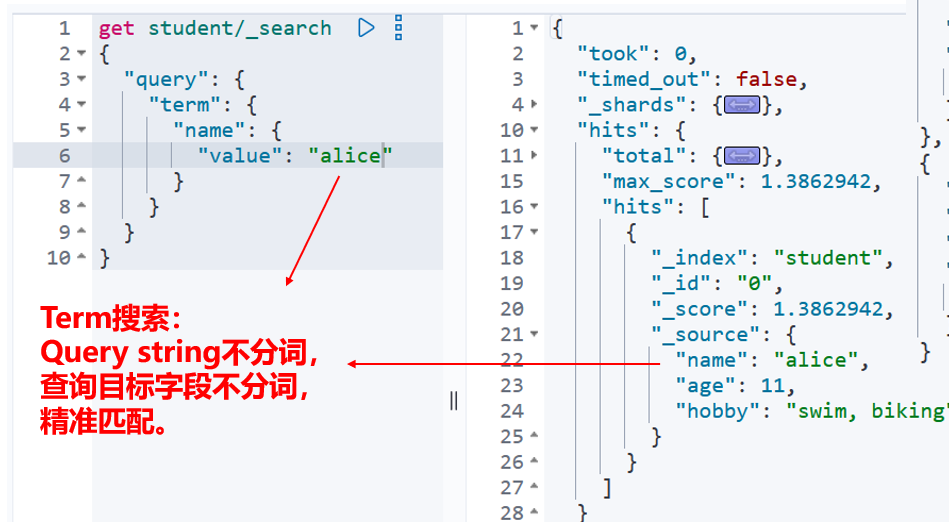 1 get student/_search
2 {
3 "query": {
4 "term": {
5 "name": {
6 "value": "alice"
7 }
8 }
9 }
10 }
Term搜索：
Query string不分词，
查询目标字段不分词，
精准匹配。
1 {
2 "took": 0,
3 "timed_out": false,
4 "_shards": {},
10 "hits": {
11 "total": {},
15 "max_score": 1.3862942,
16 "hits": [
17 {
18 "_index": "student",
19 "_id": "0",
20 "_score": 1.3862942,
21 "_source": {
22 "name": "alice",
23 "age": 11,
24 "hobby": "swim, biking"
25 }
26 }
27 ]
28 }
},
{
}